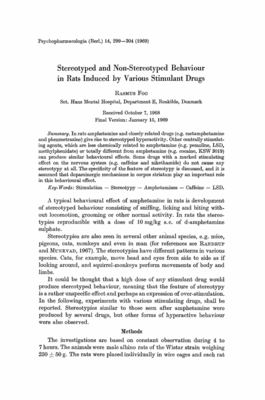 Psychopharmacologia (Berl.) 14, 299—304 (1969)
Stereotyped and Non-Stereotyped Behaviour
in Rats Induced by Various Stimulant Drugs
Rasmus Fog
Sct. Hans Mental Hospital, Department E, Roskilde, Denmark
Received October 7, 1968
Final Version: January 15, 1969
Summary. In rats amphetamine and closely related drugs (e.g. metamphetamine
and phenmetrazine) give rise to stereotyped hyperactivity. Other centrally stimulat-
ing agents, which are less chemically related to amphetamine (e.g. pemoline, LSD,
methylphenidate) or totally different from amphetamine (e.g. cocaine, NSW 3019)
can produce similar behavioural effects. Some drugs with a marked stimulating
effect on the nervous system (e.g. caffeine and nikethamide) do not cause any
stereotypy at all. The specificity of the feature of stereotypy is discussed, and it is
assumed that dopaminergic mechanisms in corpus striatum play an important role
in this behavioural effect.
Key-Words: Stimulation — Stereotypy — Amphetamines — Caffeine — LSD.
A typical behavioural effect of amphetamine in rats is development
of stereotyped behaviour consisting of sniffing, licking and biting with-
out locomotion, grooming or other normal activity. In rats the stereo-
types reproducible with a dose of 10 mg/kg s.c. of d-amphetamine
sulphate.
Stereotypies are also seen in several other animal species, e.g. mice,
pigeons, cats, monkeys and even in man (for references see Randrup
and Munkvad, 1967). The stereotypies have different patterns in various
species. Cats, for example, move head and eyes from side to side as if
looking around, and squirrel-monkeys perform movements of body and
limbs.
It could be thought that a high dose of any stimulant drug would
produce stereotyped behaviour, meaning that the feature of stereotypy
is a rather unspecific effect and perhaps an expression of over-stimulation.
In the following, experiments with various stimulating drugs, shall be
reported. Stereotypies similar to those seen after amphetamine were
produced by several drugs, but other forms of hyperactive behaviour
were also observed.
Methods
The investigations are based on constant observation during 4 to
7 hours. The animals were male albino rats of the Wistar strain weighing
250 ± 50 g. The rats were placed individually in wire cages and each rat